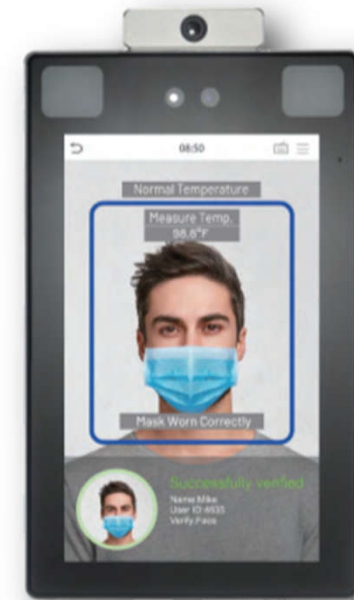 08:50
Normal Temperature
Measure Temp.
98.6°F
Mask Worn Correctly
Successfully verified
Name:Mike
User ID:6835
Verify:Face